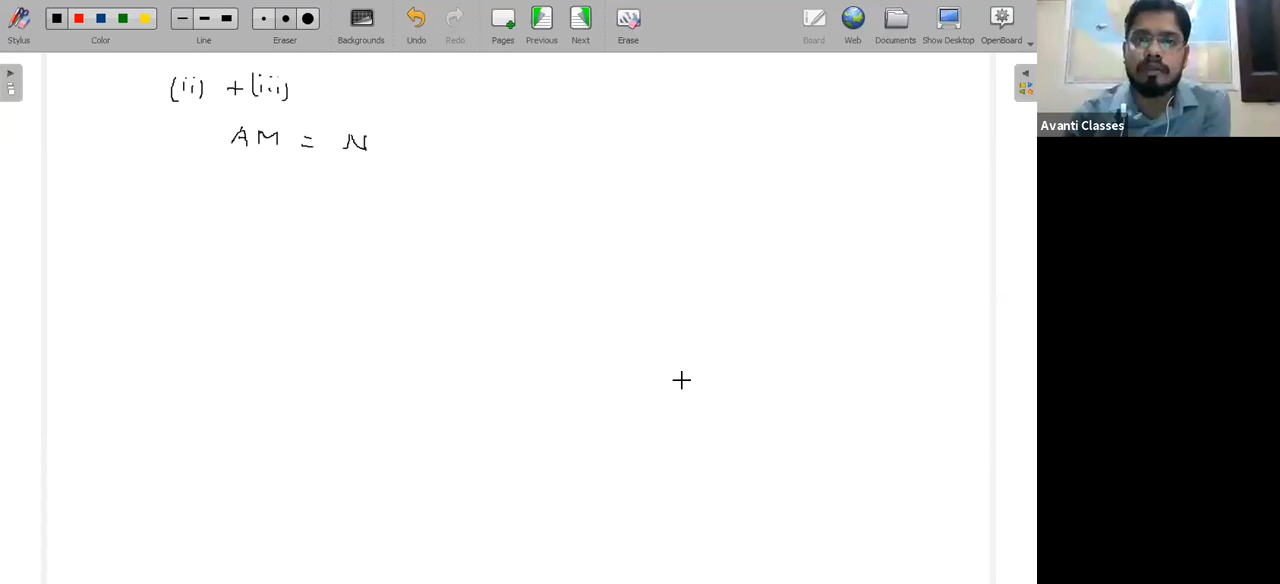 Stylus Color Line Eraser Backgrounds Undo Redo Pages Previous Next Erase Board Web Documents Show Desktop OpenBoard
(ii) + (iii)
AM = N
Avanti Classes